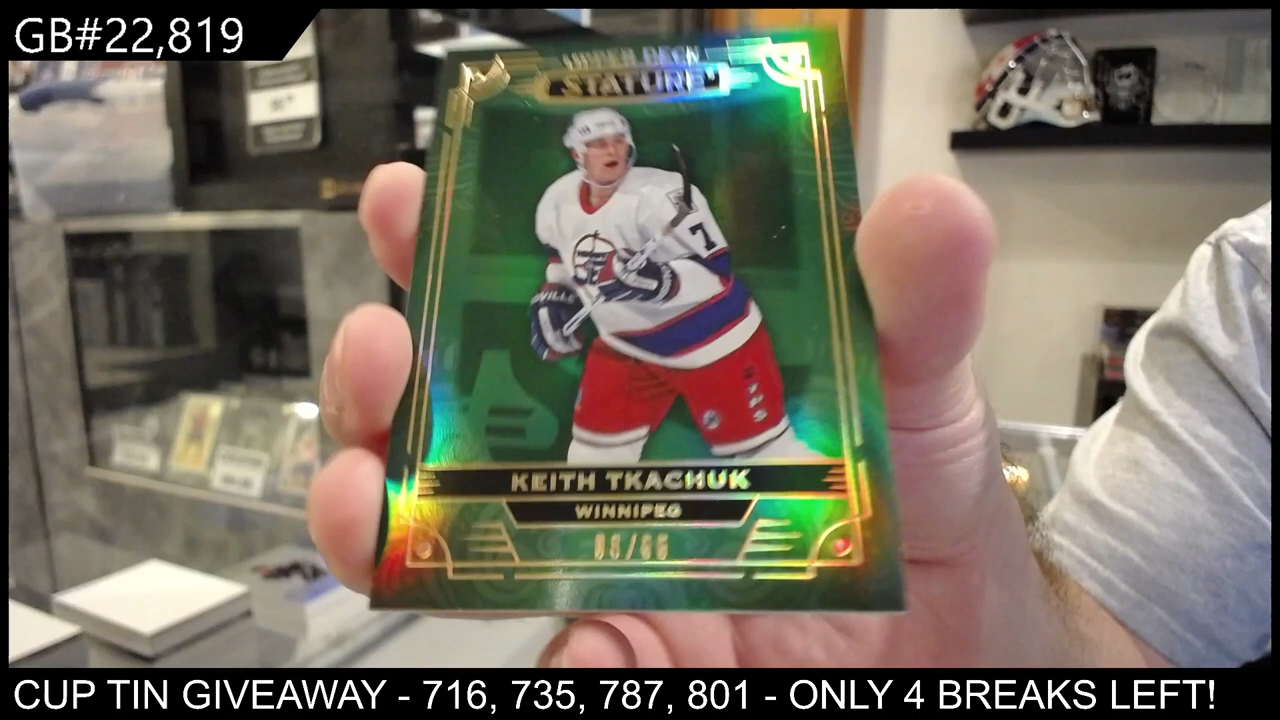 GB#22,819
UPPER DECK
STATURE
7
KEITH TKACHUK
WINNIPEG
CUP TIN GIVEAWAY - 716, 735, 787, 801 - ONLY 4 BREAKS LEFT!